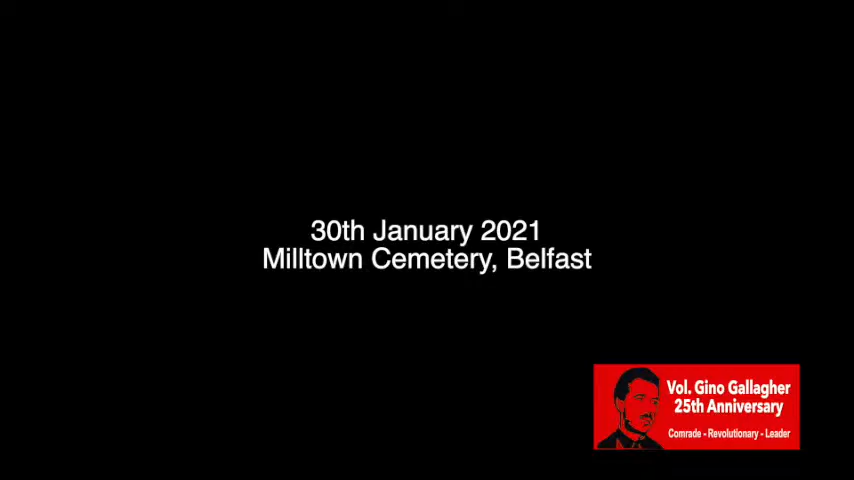 30th January 2021
Milltown Cemetery, Belfast
Vol. Gino Gallagher
25th Anniversary
Comrade - Revolutionary - Leader